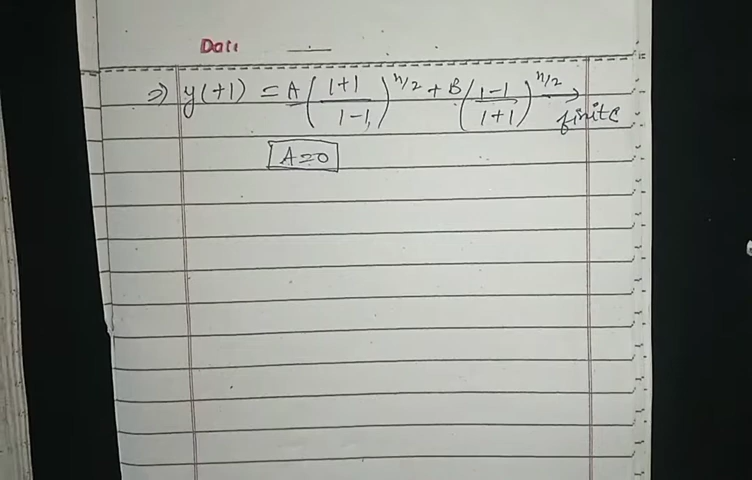 Date
⇒ y(+1) = A((1+1)/(1-1))^(n/2) + B((1-1)/(1+1))^(n/2) → finite
A=0